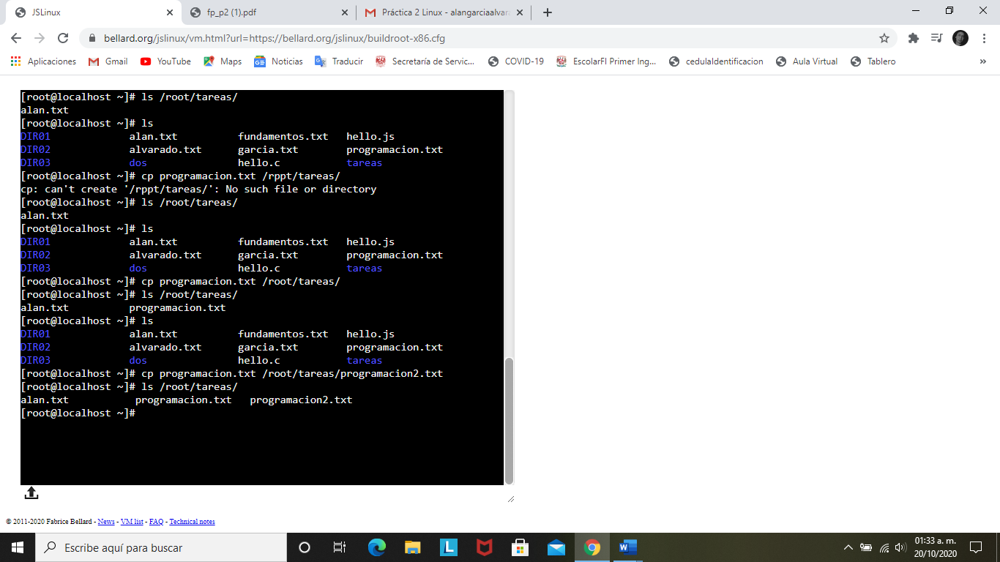 JSLinux
fp_p2 (1).pdf
Práctica 2 Linux - alangarciaalvar
bellard.org/jslinux/vm.html?url=https://bellard.org/jslinux/buildroot-x86.cfg
Aplicaciones Gmail YouTube Maps Noticias Traducir Secretaría de Servic... COVID-19 EscolarFI Primer Ing... cedulaIdentificacion Aula Virtual Tablero »
[root@localhost ~]# ls /root/tareas/
alan.txt
[root@localhost ~]# ls
DIR01 alan.txt fundamentos.txt hello.js
DIR02 alvarado.txt garcia.txt programacion.txt
DIR03 dos hello.c tareas
[root@localhost ~]# cp programacion.txt /rppt/tareas/
cp: can't create '/rppt/tareas/': No such file or directory
[root@localhost ~]# ls /root/tareas/
alan.txt
[root@localhost ~]# ls
DIR01 alan.txt fundamentos.txt hello.js
DIR02 alvarado.txt garcia.txt programacion.txt
DIR03 dos hello.c tareas
[root@localhost ~]# cp programacion.txt /root/tareas/
[root@localhost ~]# ls /root/tareas/
alan.txt programacion.txt
[root@localhost ~]# ls
DIR01 alan.txt fundamentos.txt hello.js
DIR02 alvarado.txt garcia.txt programacion.txt
DIR03 dos hello.c tareas
[root@localhost ~]# cp programacion.txt /root/tareas/programacion2.txt
[root@localhost ~]# ls /root/tareas/
alan.txt programacion.txt programacion2.txt
[root@localhost ~]#
© 2011-2020 Fabrice Bellard - News - VM list - FAQ - Technical notes
Escribe aquí para buscar
01:33 a. m.
20/10/2020